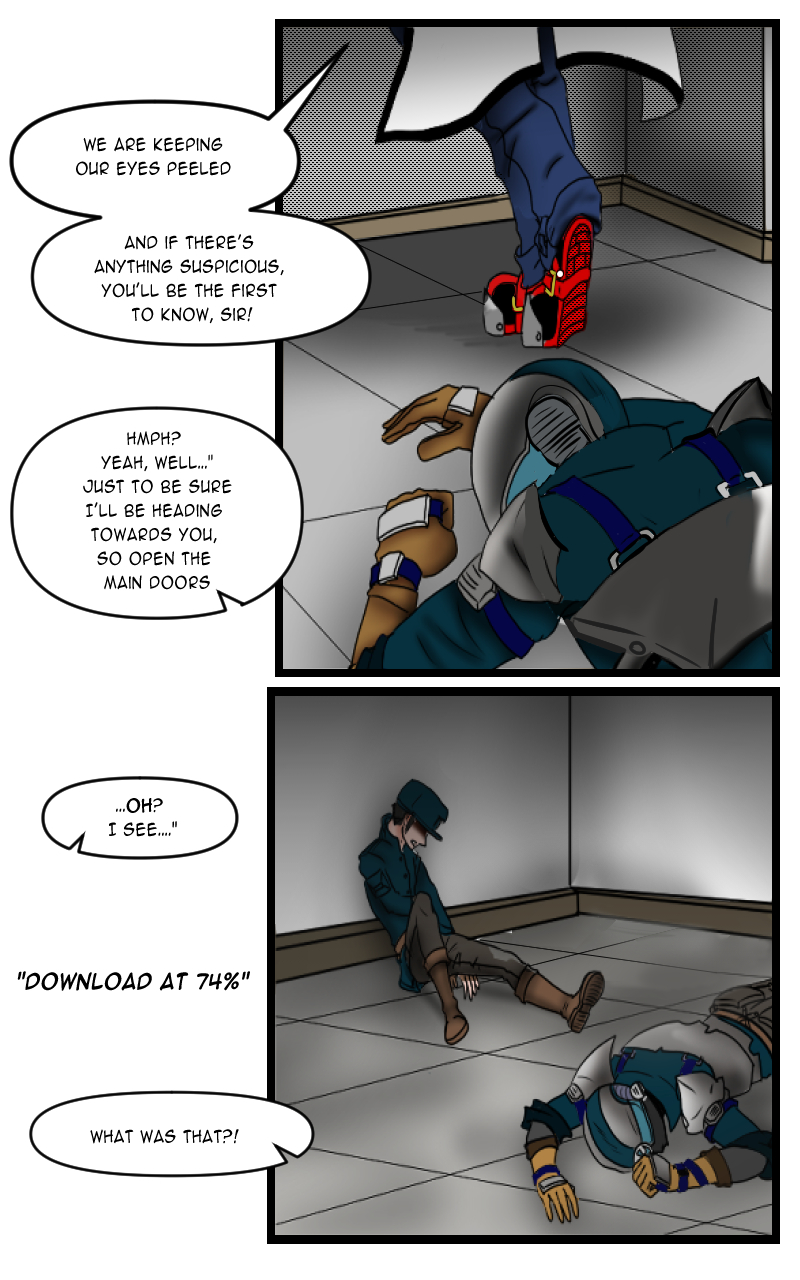 WE ARE KEEPING
OUR EYES PEELED
AND IF THERE'S
ANYTHING SUSPICIOUS,
YOU'LL BE THE FIRST
TO KNOW, SIR!
HMPH?
YEAH, WELL..."
JUST TO BE SURE
I'LL BE HEADING
TOWARDS YOU,
SO OPEN THE
MAIN DOORS
...OH?
I SEE...."
"DOWNLOAD AT 74%"
WHAT WAS THAT?!